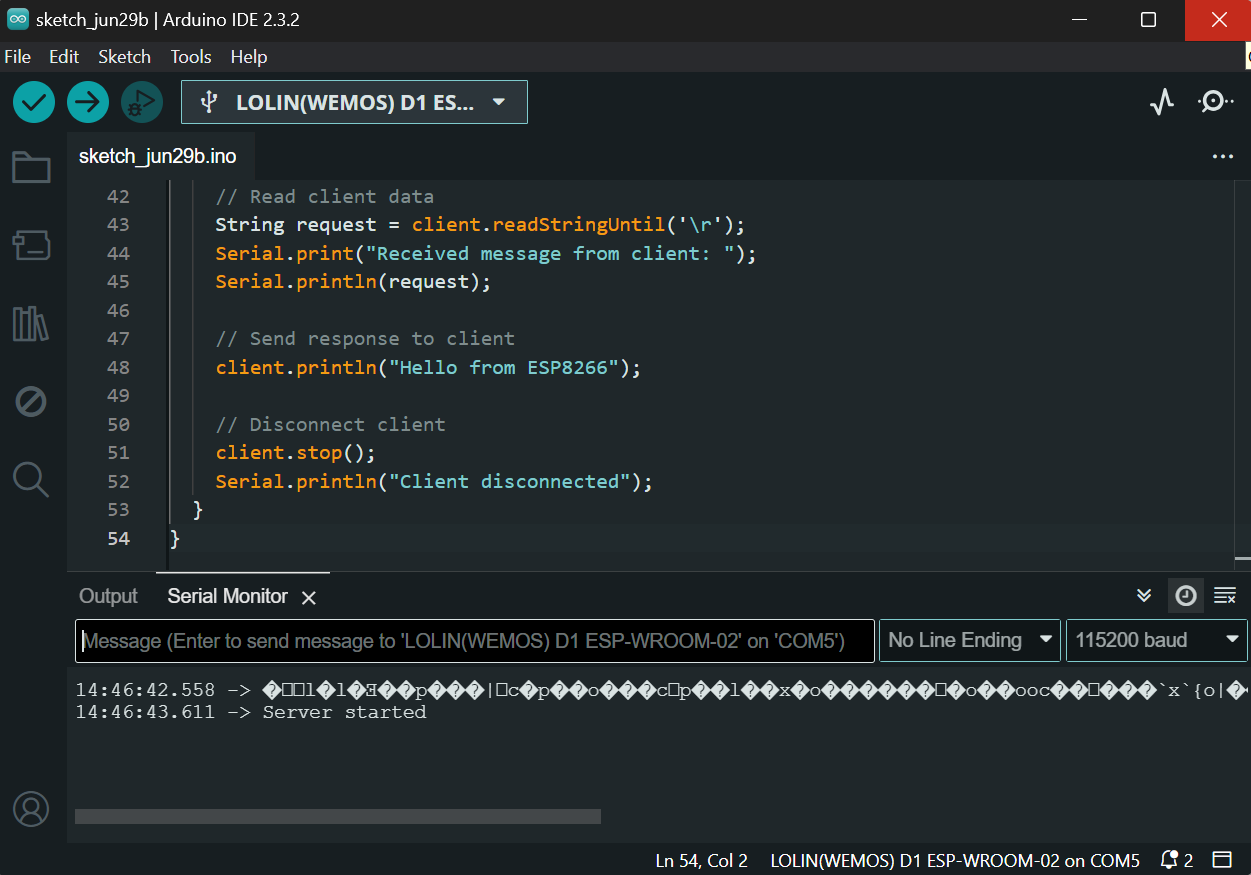 sketch_jun29b | Arduino IDE 2.3.2
File Edit Sketch Tools Help
LOLIN(WEMOS) D1 ES...
sketch_jun29b.ino
42 // Read client data
43 String request = client.readStringUntil('\r');
44 Serial.print("Received message from client: ");
45 Serial.println(request);
46
47 // Send response to client
48 client.println("Hello from ESP8266");
49
50 // Disconnect client
51 client.stop();
52 Serial.println("Client disconnected");
53 }
54 }
Output Serial Monitor
Message (Enter to send message to 'LOLIN(WEMOS) D1 ESP-WROOM-02' on 'COM5') No Line Ending 115200 baud
14:46:42.558 ->
14:46:43.611 -> Server started
Ln 54, Col 2 LOLIN(WEMOS) D1 ESP-WROOM-02 on COM5 2